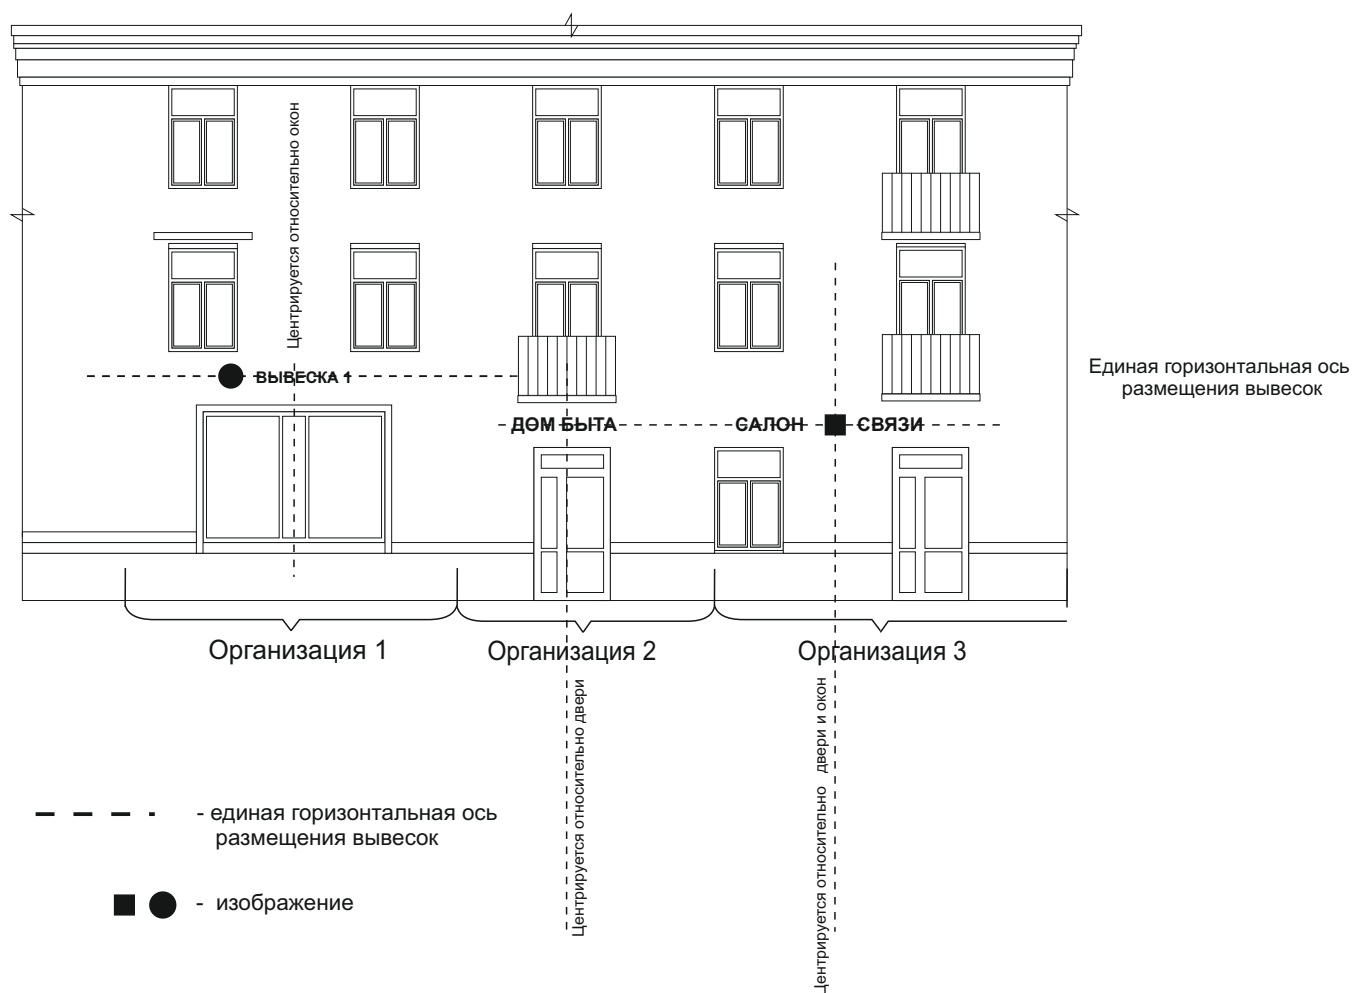 Центрируется относительно окон
ВЫВЕСКА 1
Единая горизонтальная ось
размещения вывесок
ДОМ БЫТА
САЛОН СВЯЗИ
Организация 1
Организация 2
Организация 3
Центрируется относительно двери
Центрируется относительно двери и окон
- единая горизонтальная ось
размещения вывесок
- изображение